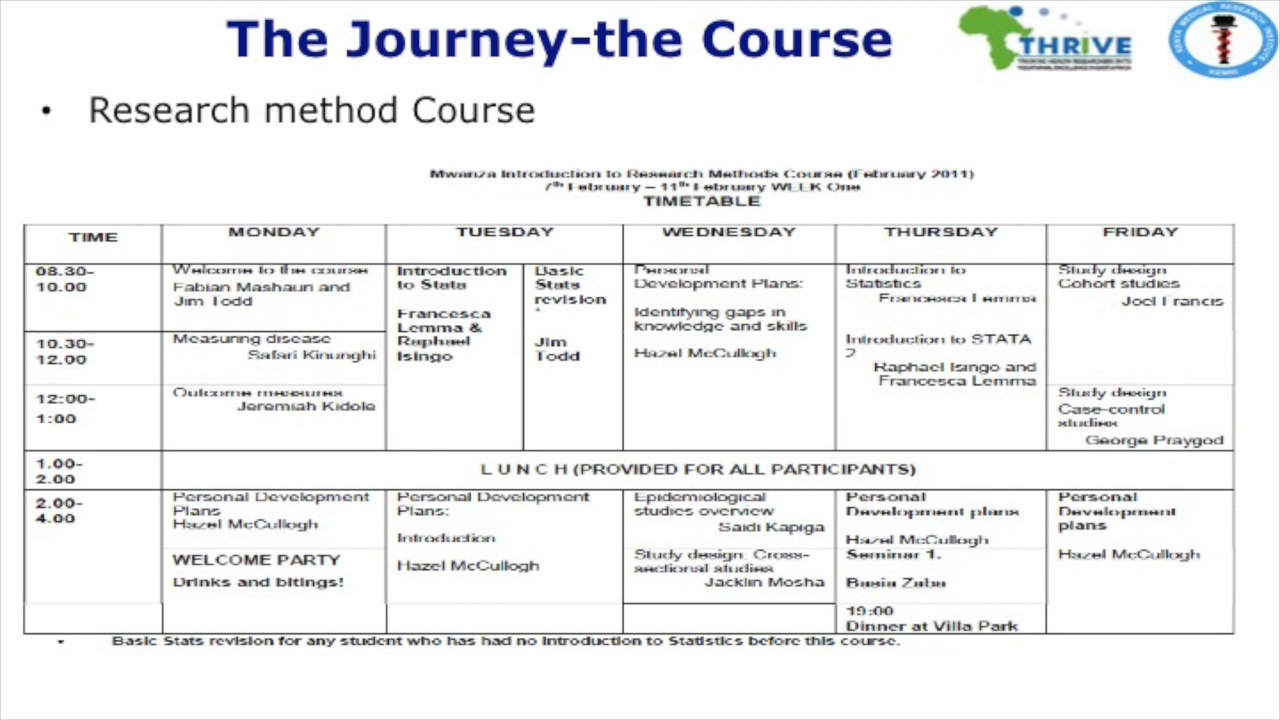 The Journey-the Course
THRiVE
KENYA MEDICAL RESEARCH INSTITUTE
KEMRI
• Research method Course
Mwanza Introduction to Research Methods Course (February 2011)
7th February – 11th February WEEK One
TIMETABLE
TIME MONDAY TUESDAY WEDNESDAY THURSDAY FRIDAY
08.30-
10.00
Welcome to the course
Fabian Mashauri and
Jim Todd
Introduction
to Stata
Francesca
Lemma &
Raphael
Isingo
Basic
Stats
revision
*
Jim
Todd
Personal
Development Plans:
Identifying gaps in
knowledge and skills
Hazel McCullogh
Introduction to
Statistics
Francesca Lemma
Introduction to STATA
2
Raphael Isingo and
Francesca Lemma
Study design
Cohort studies
Joel Francis
10.30-
12.00
Measuring disease
Safari Kinunghi
12:00-
1:00
Outcome measures
Jeremiah Kidole
Study design
Case-control
studies
George Praygod
1.00-
2.00
L U N C H (PROVIDED FOR ALL PARTICIPANTS)
2.00-
4.00
Personal Development
Plans
Hazel McCullogh
WELCOME PARTY
Drinks and bitings!
Personal Development
Plans:
Introduction
Hazel McCullogh
Epidemiological
studies overview
Saidi Kapiga
Study design: Cross-
sectional studies
Jacklin Mosha
Personal
Development plans
Hazel McCullogh
Seminar 1.
Basia Zaba
19:00
Dinner at Villa Park
Personal
Development
plans
Hazel McCullogh
• Basic Stats revision for any student who has had no Introduction to Statistics before this course.